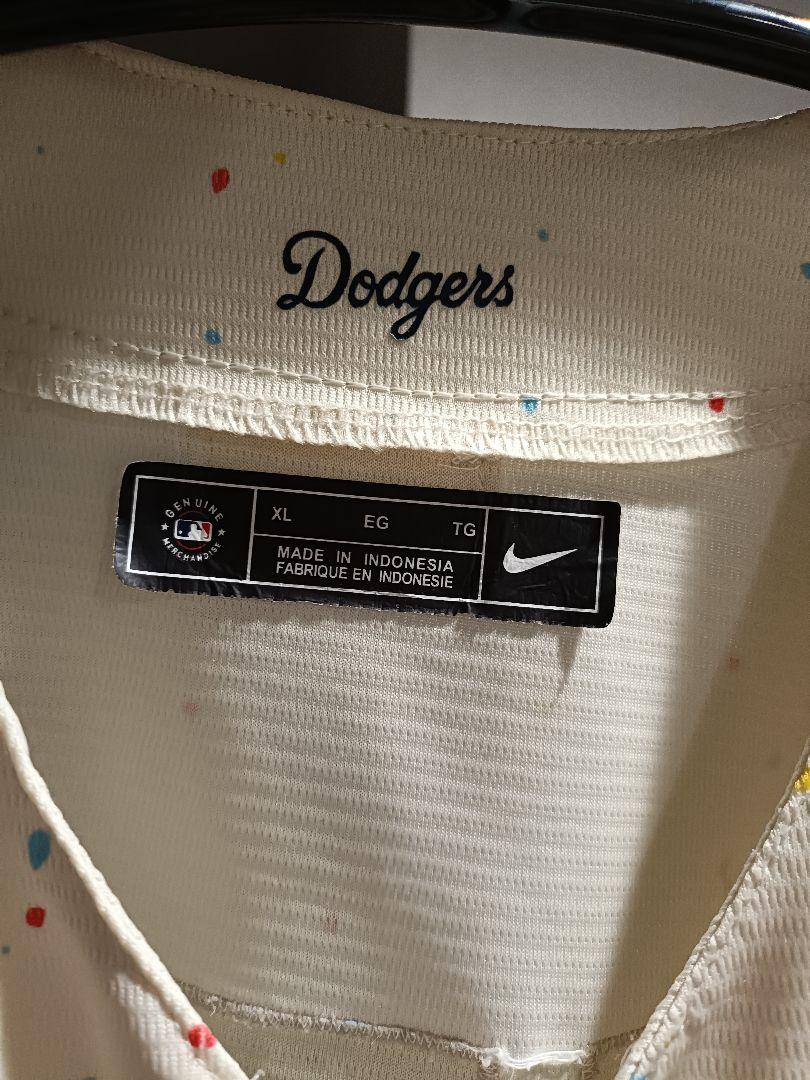 Dodgers
GENUINE
MERCHANDISE
XL EG TG
MADE IN INDONESIA
FABRIQUE EN INDONESIE